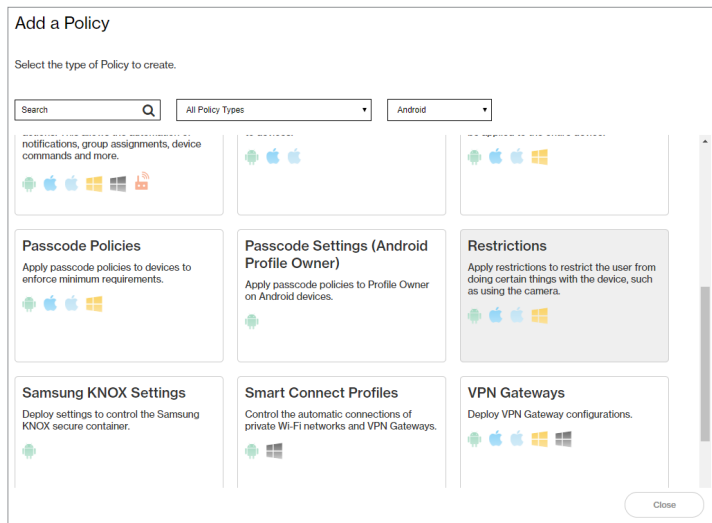 Add a Policy
Select the type of Policy to create.
Search
All Policy Types
Android
notifications, group assignments, device
commands and more.
to devices.
Passcode Policies
Apply passcode policies to devices to
enforce minimum requirements.
Passcode Settings (Android
Profile Owner)
Apply passcode policies to Profile Owner
on Android devices.
Restrictions
Apply restrictions to restrict the user from
doing certain things with the device, such
as using the camera.
Samsung KNOX Settings
Deploy settings to control the Samsung
KNOX secure container.
Smart Connect Profiles
Control the automatic connections of
private Wi-Fi networks and VPN Gateways.
VPN Gateways
Deploy VPN Gateway configurations.
Close